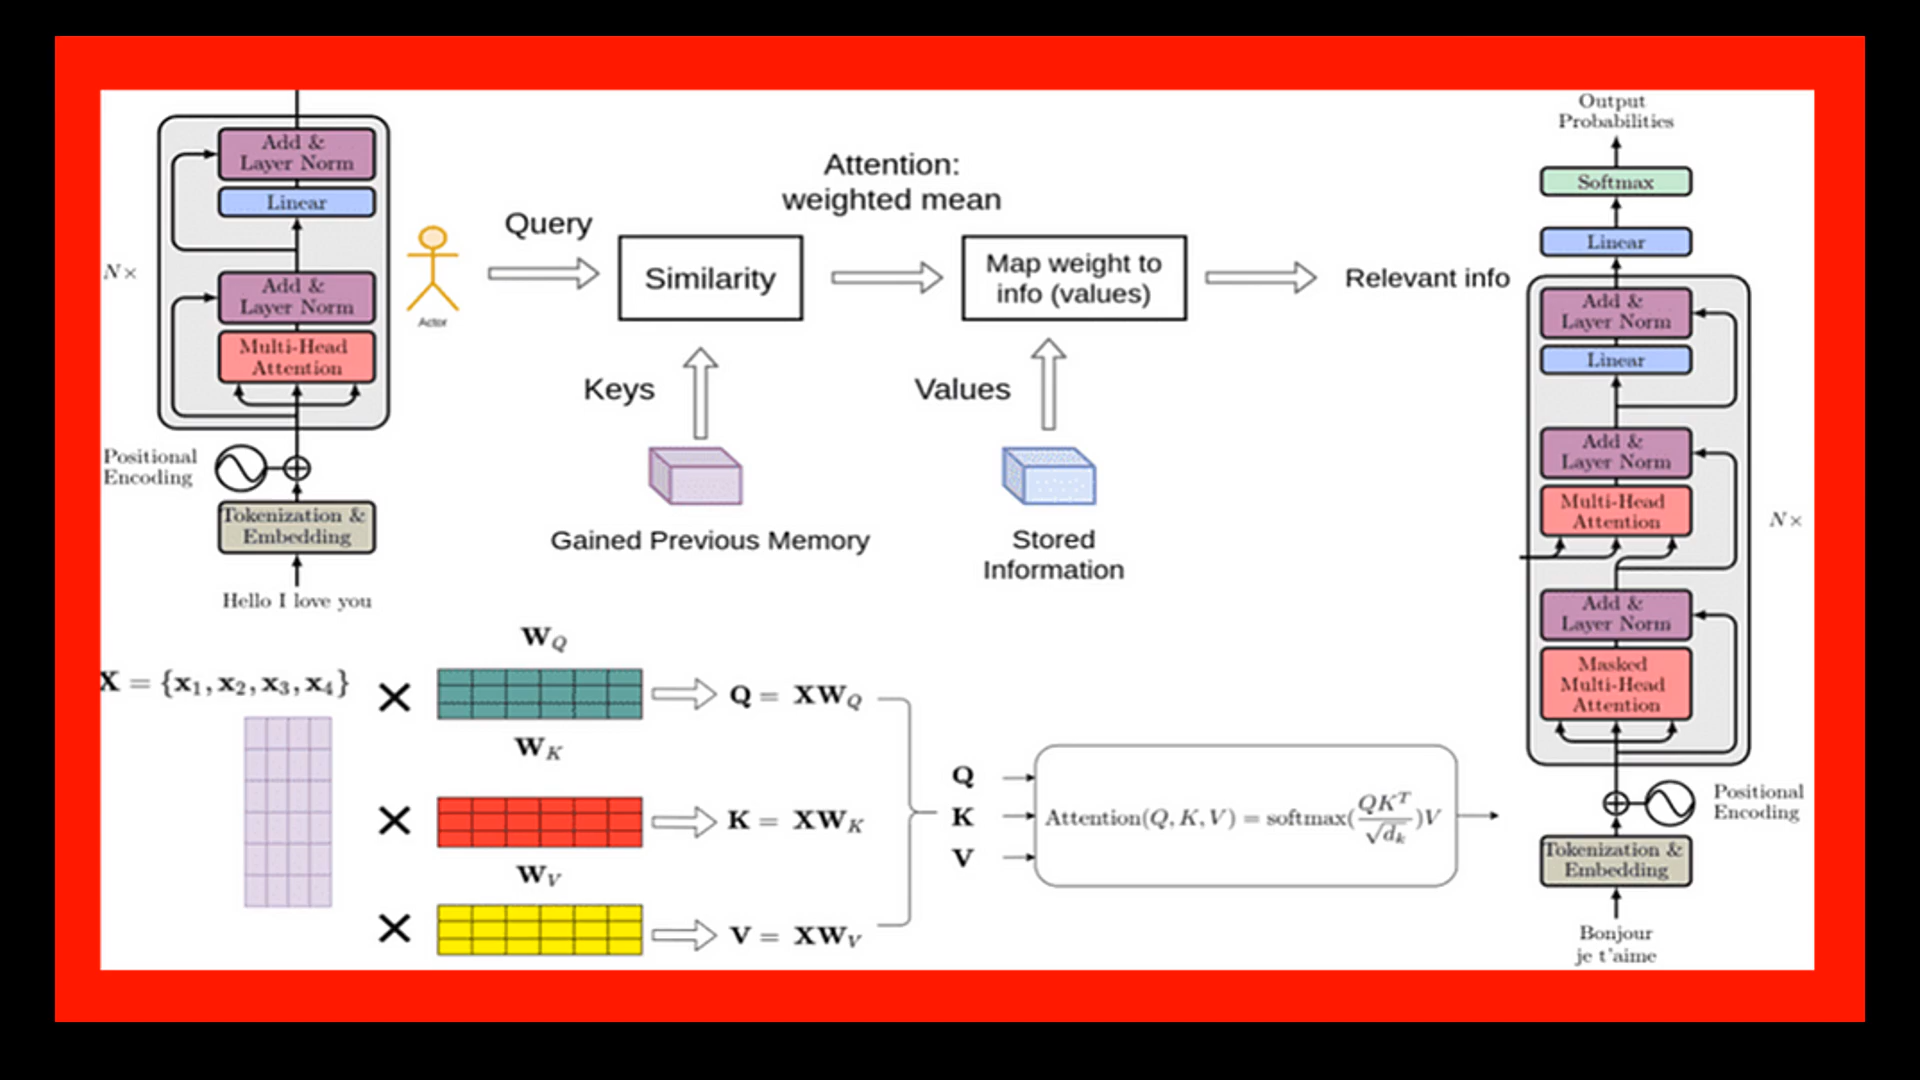 Add &
Layer Norm
Linear
N×
Add &
Layer Norm
Multi-Head
Attention
Positional
Encoding
Tokenization &
Embedding
Hello I love you
Attention:
weighted mean
Query
Actor
Similarity
Map weight to
info (values)
Relevant info
Keys
Values
Gained Previous Memory
Stored
Information
X = {x₁, x₂, x₃, x₄}
W_Q
Q = XW_Q
W_K
K = XW_K
W_V
V = XW_V
Q
K
V
Attention(Q, K, V) = softmax(QKᵀ/√dₖ)V
Output
Probabilities
Softmax
Linear
Add &
Layer Norm
Linear
Add &
Layer Norm
Multi-Head
Attention
N×
Add &
Layer Norm
Masked
Multi-Head
Attention
Positional
Encoding
Tokenization &
Embedding
Bonjour
je t'aime